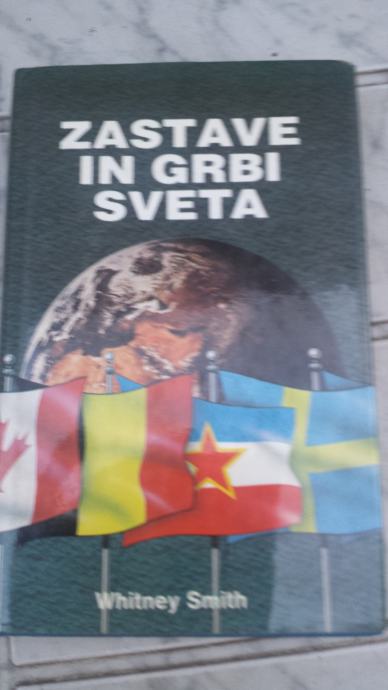 ZASTAVE
IN GRBI
SVETA
Whitney Smith